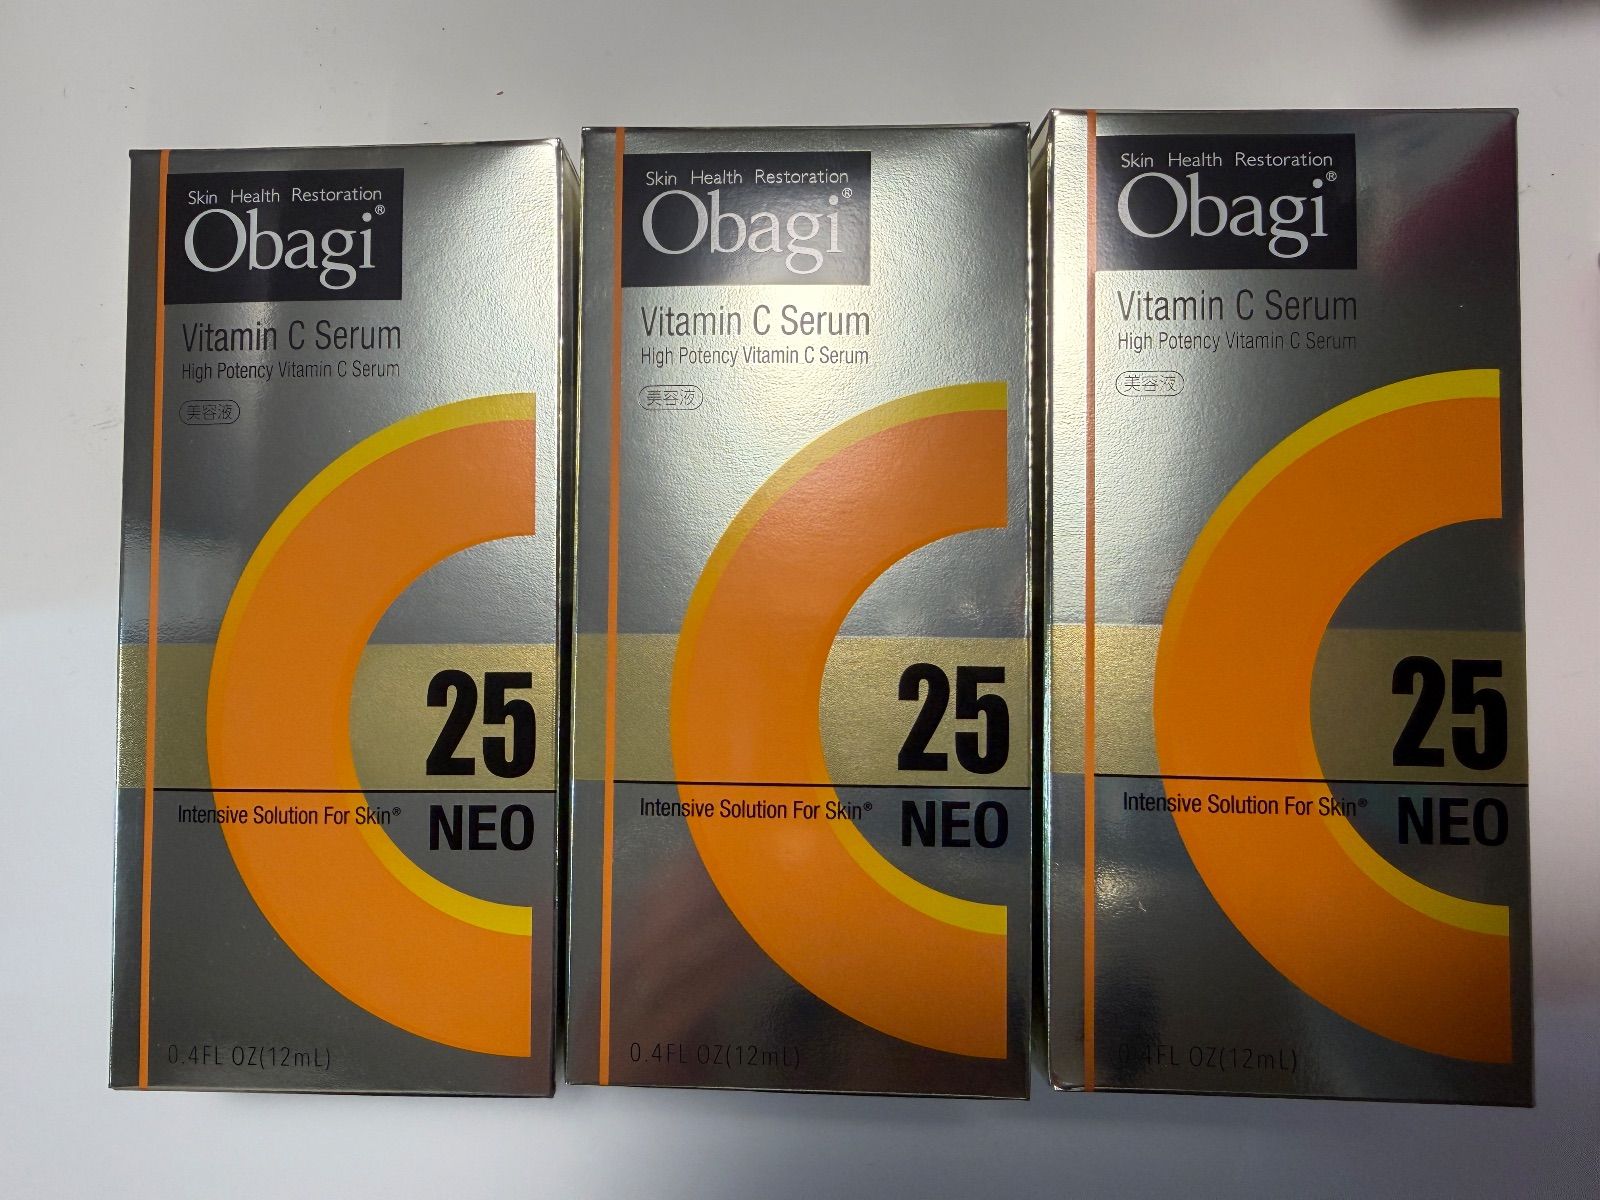 Skin Health Restoration
Obagi®
Vitamin C Serum
High Potency Vitamin C Serum
美容液
25
Intensive Solution For Skin®
NEO
0.4FL OZ(12mL)
Skin Health Restoration
Obagi®
Vitamin C Serum
High Potency Vitamin C Serum
美容液
25
Intensive Solution For Skin®
NEO
0.4FL OZ(12mL)
Skin Health Restoration
Obagi®
Vitamin C Serum
High Potency Vitamin C Serum
美容液
25
Intensive Solution For Skin®
NEO
0.4FL OZ(12mL)